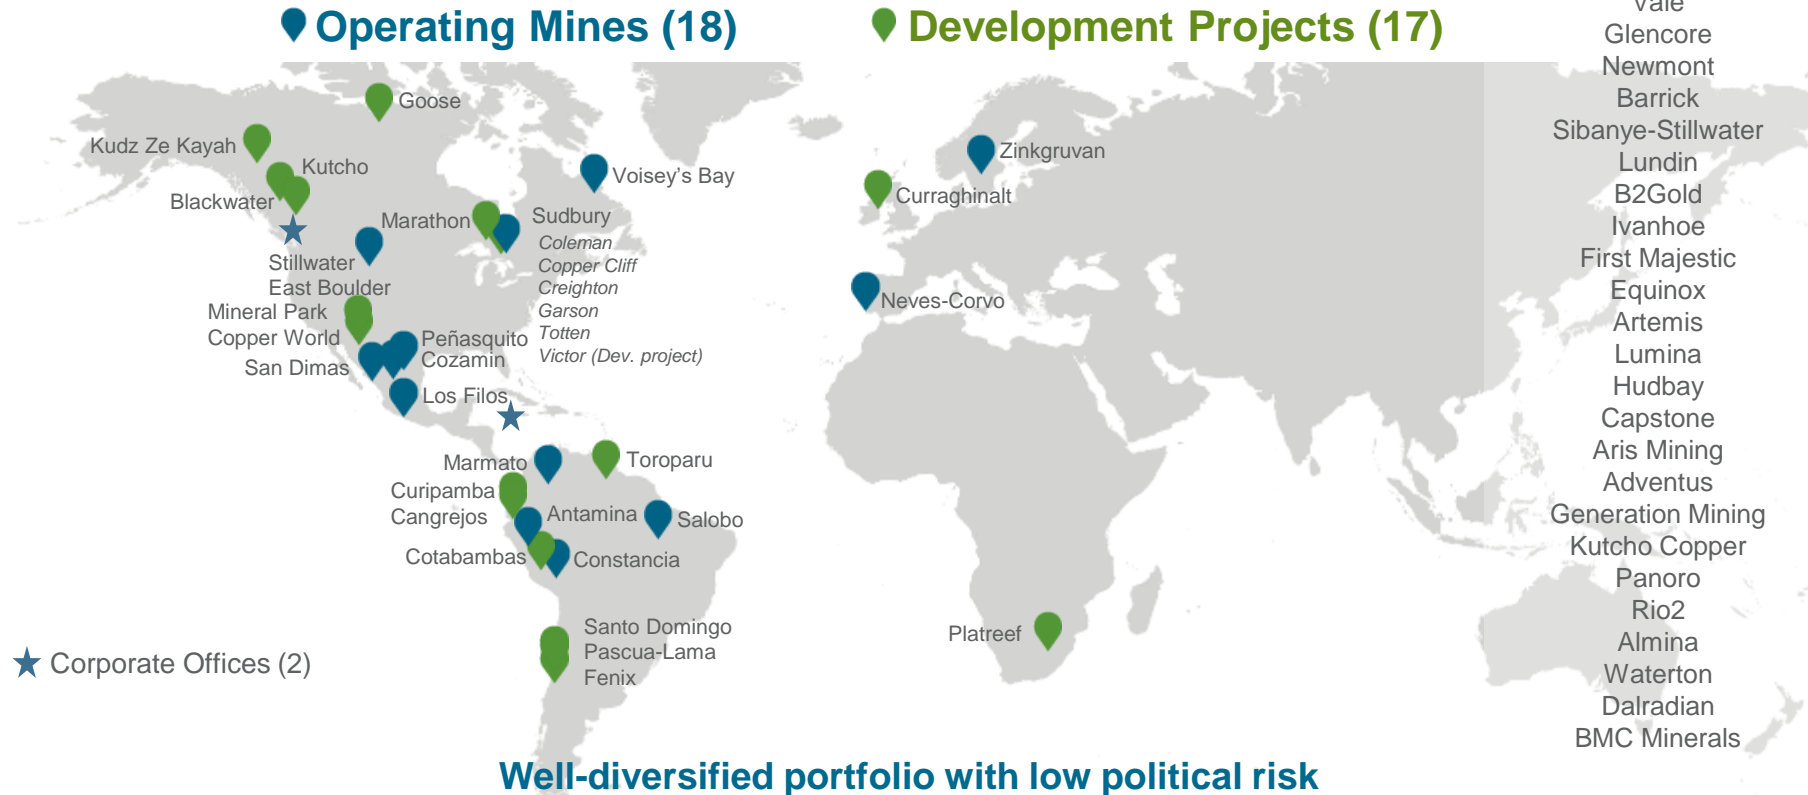 Operating Mines (18)
Development Projects (17)
Vale
Glencore
Newmont
Barrick
Sibanye-Stillwater
Lundin
B2Gold
Ivanhoe
First Majestic
Equinox
Artemis
Lumina
Hudbay
Capstone
Aris Mining
Adventus
Generation Mining
Kutcho Copper
Panoro
Rio2
Almina
Waterton
Dalradian
BMC Minerals
Goose
Kudz Ze Kayah
Kutcho
Blackwater
Voisey's Bay
Marathon
Sudbury
Coleman
Copper Cliff
Creighton
Garson
Totten
Victor (Dev. project)
Stillwater
East Boulder
Mineral Park
Copper World
San Dimas
Peñasquito
Cozamin
Los Filos
Zinkgruvan
Curraghinalt
Neves-Corvo
Marmato
Toroparu
Curipamba
Cangrejos
Antamina
Salobo
Cotabambas
Constancia
Santo Domingo
Pascua-Lama
Fenix
Platreef
Corporate Offices (2)
Well-diversified portfolio with low political risk